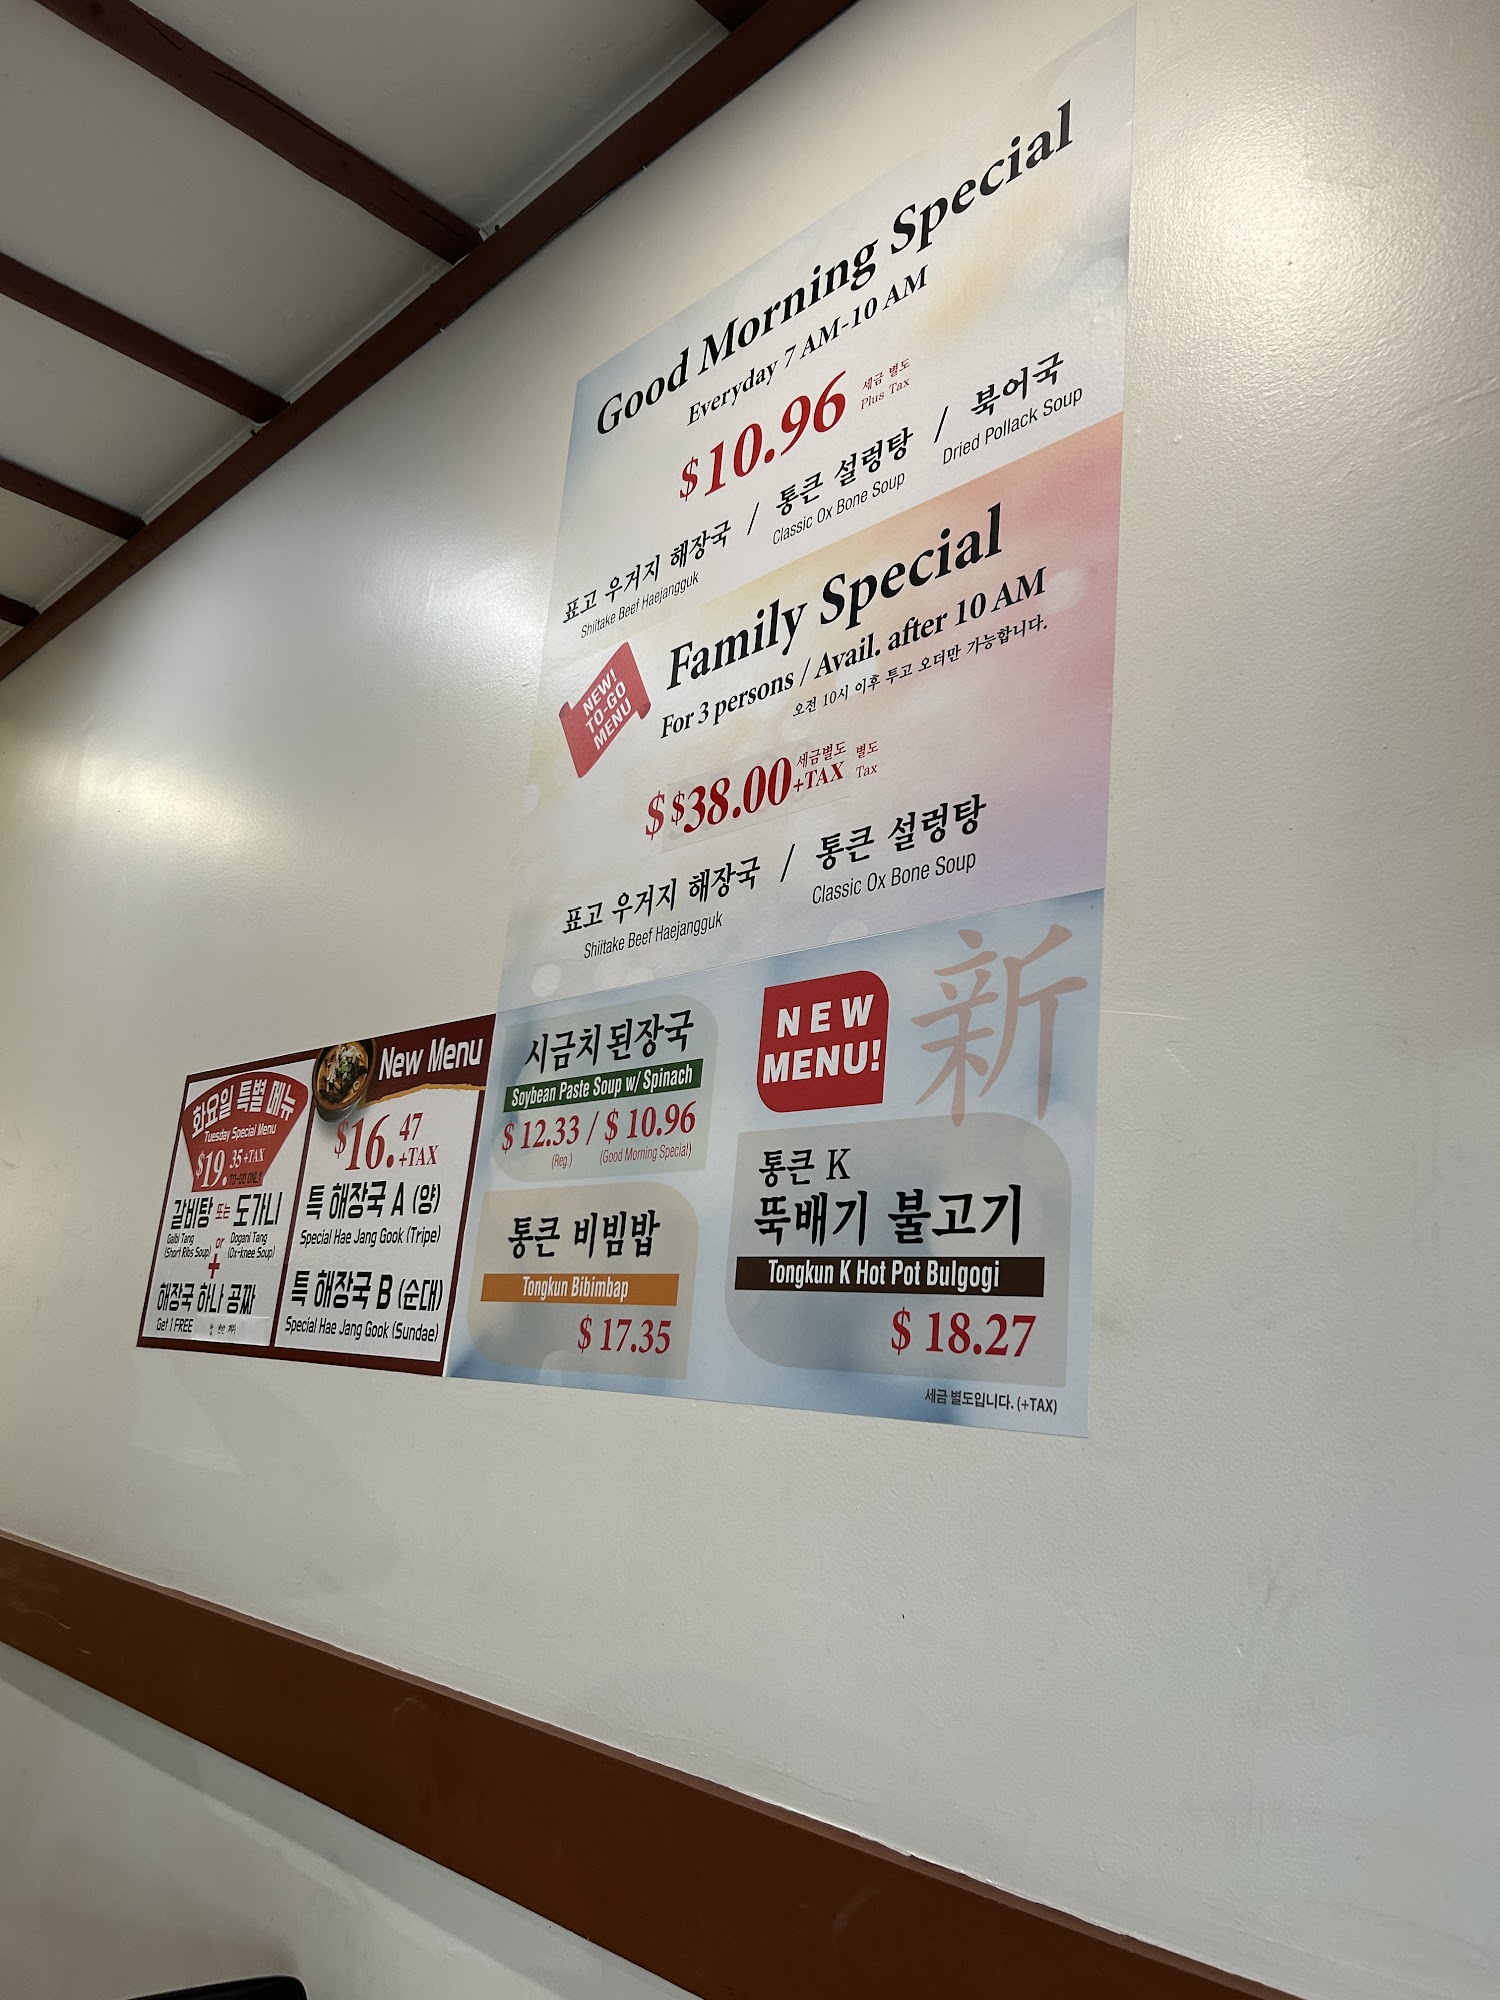 Good Morning Special
Everyday 7 AM-10 AM
$10.96
세금 별도
Plus Tax
표고 우거지 해장국 / 통큰 설렁탕 / 북어국
Shiitake Beef Haejangguk
Classic Ox Bone Soup
Dried Pollack Soup
NEW!
TO-GO
MENU
Family Special
For 3 persons / Avail. after 10 AM
오전 10시 이후 투고 오더만 가능합니다.
$ $38.00
세금별도
+TAX
별도
Tax
표고 우거지 해장국 / 통큰 설렁탕
Shiitake Beef Haejangguk
Classic Ox Bone Soup
화요일 특별 메뉴
Tuesday Special Menu
$19.35+TAX
TO-GO ONLY
갈비탕 또는 도가니
Galbi Tang
(Short Ribs Soup)
or
Dogani Tang
(Ox-knee Soup)
+
해장국 하나 공짜
Get 1 FREE
New Menu
$16.47
+TAX
특 해장국 A (양)
Special Hae Jang Gook (Tripe)
특 해장국 B (순대)
Special Hae Jang Gook (Sundae)
시금치 된장국
Soybean Paste Soup w/ Spinach
$ 12.33 / $ 10.96
(Reg.)
(Good Morning Special)
통큰 비빔밥
Tongkun Bibimbap
$ 17.35
NEW
MENU!
新
통큰 K
뚝배기 불고기
Tongkun K Hot Pot Bulgogi
$ 18.27
세금 별도입니다. (+TAX)